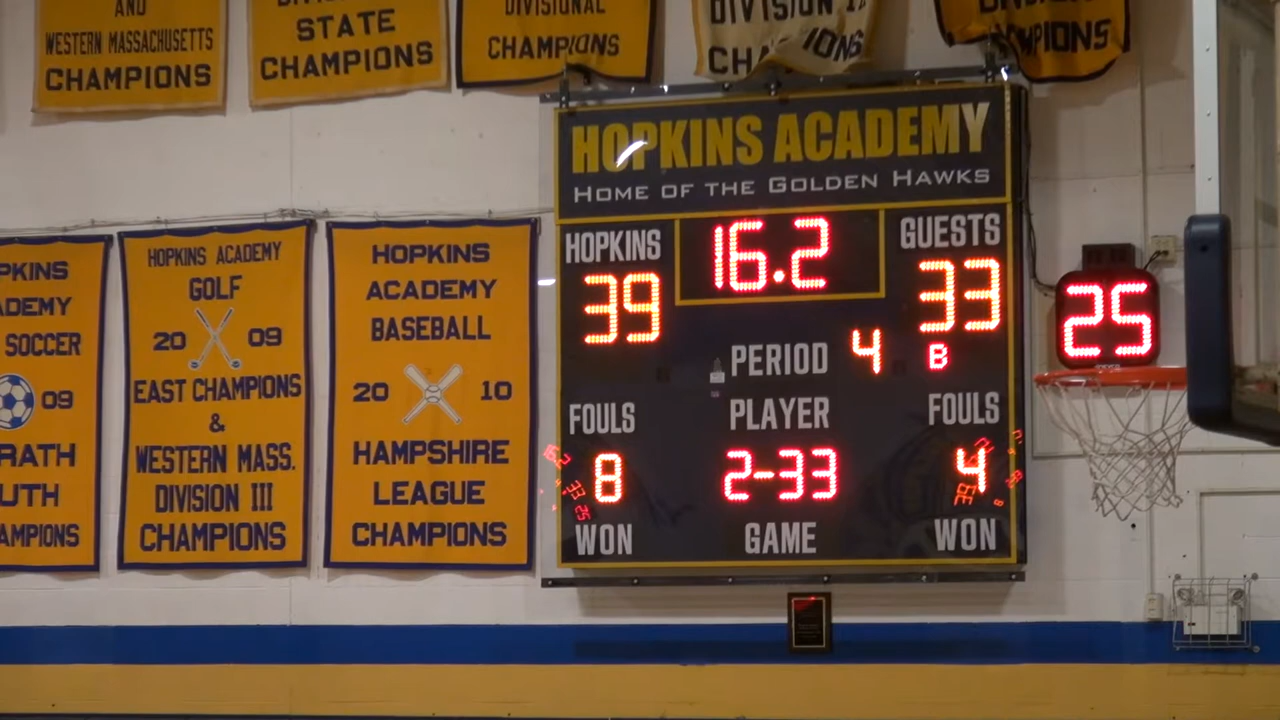 AND
WESTERN MASSACHUSETTS
CHAMPIONS
STATE
CHAMPIONS
DIVISIONAL
CHAMPIONS
DIVISION II
CHAMPIONS
CHAMPIONS
HOPKINS ACADEMY
HOME OF THE GOLDEN HAWKS
HOPKINS
39
16.2
GUESTS
33
B
PERIOD 4
FOULS
8
PLAYER
2-33
FOULS
4
WON
GAME
WON
25
PKINS
ADEMY
SOCCER
09
RATH
UTH
AMPIONS
HOPKINS ACADEMY
GOLF
20 09
EAST CHAMPIONS
&
WESTERN MASS.
DIVISION III
CHAMPIONS
HOPKINS
ACADEMY
BASEBALL
20 10
HAMPSHIRE
LEAGUE
CHAMPIONS